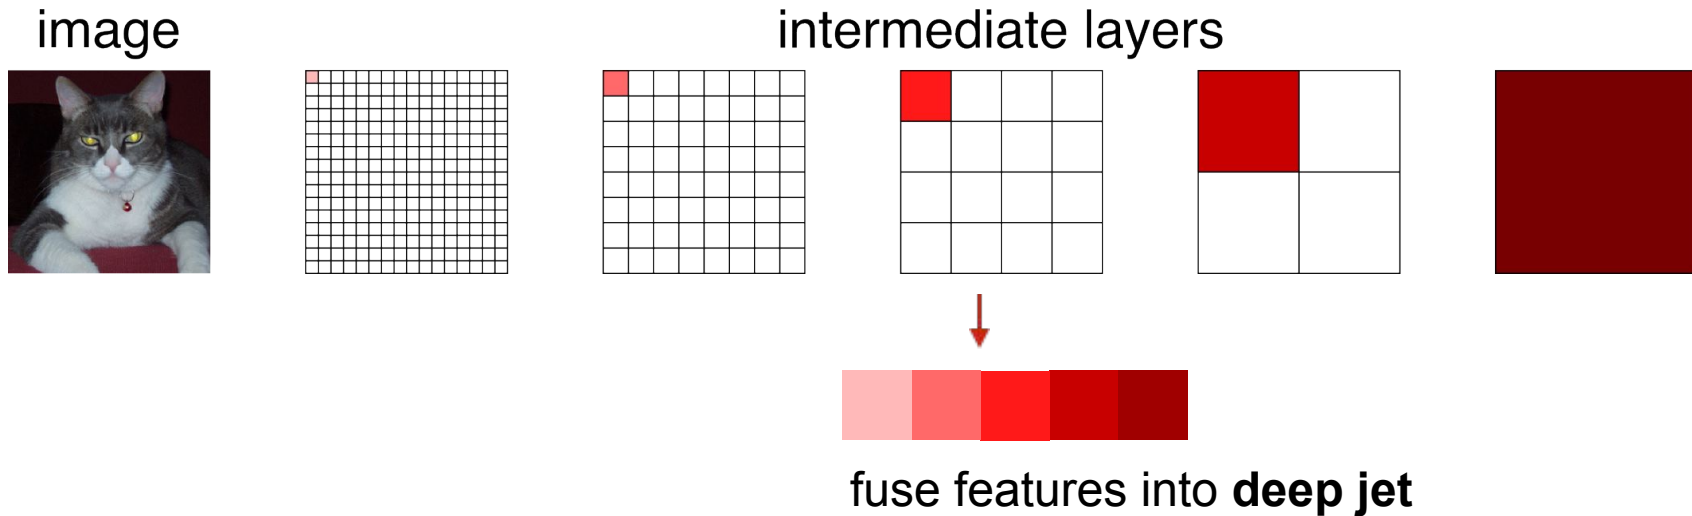 image
intermediate layers
fuse features into deep jet